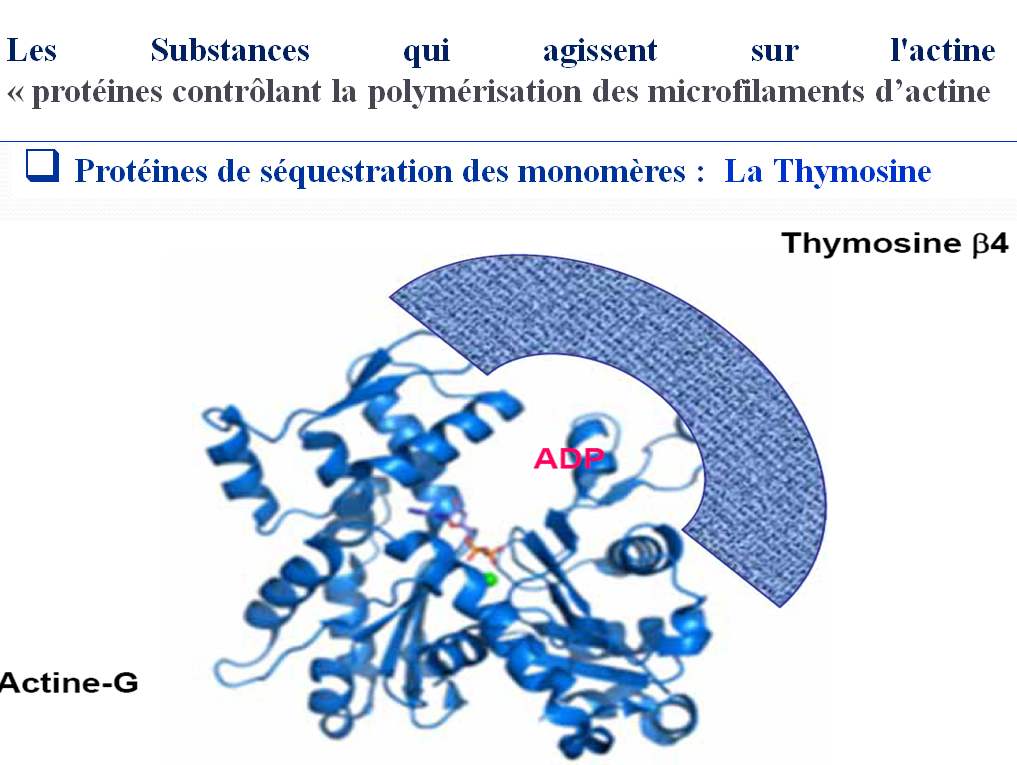 Les Substances qui agissent sur l'actine
« protéines contrôlant la polymérisation des microfilaments d’actine
Protéines de séquestration des monomères : La Thymosine
Thymosine β4
ADP
Actine-G